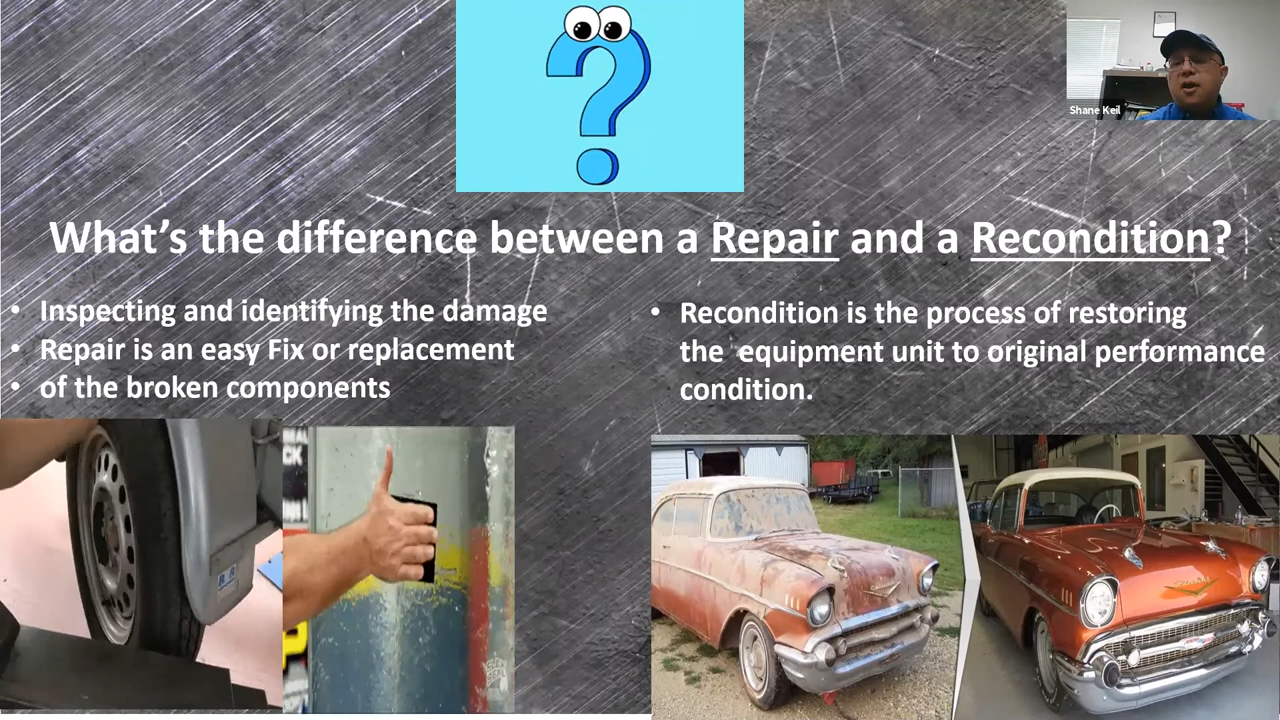 Shane Keil
What's the difference between a Repair and a Recondition?
• Inspecting and identifying the damage
• Repair is an easy Fix or replacement
• of the broken components
• Recondition is the process of restoring
the equipment unit to original performance
condition.